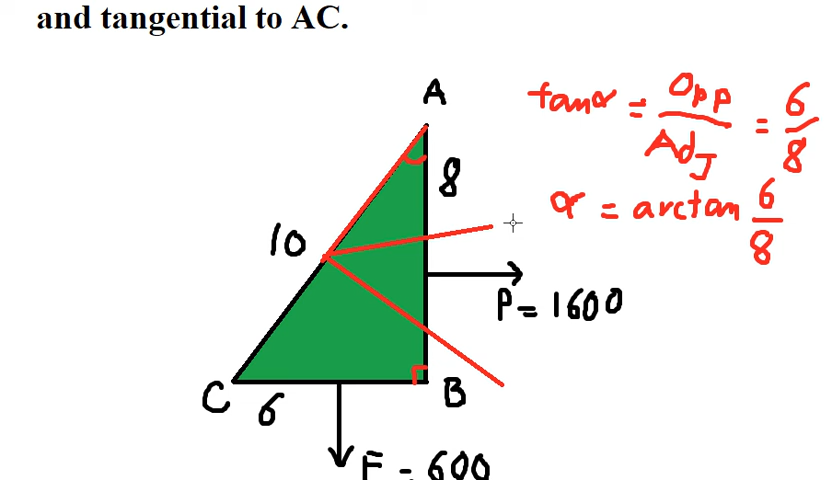 and tangential to AC.
A
tanα = Opp/Adj = 6/8
8
α = arctan 6/8
10
P = 1600
C
6
B
F = 600